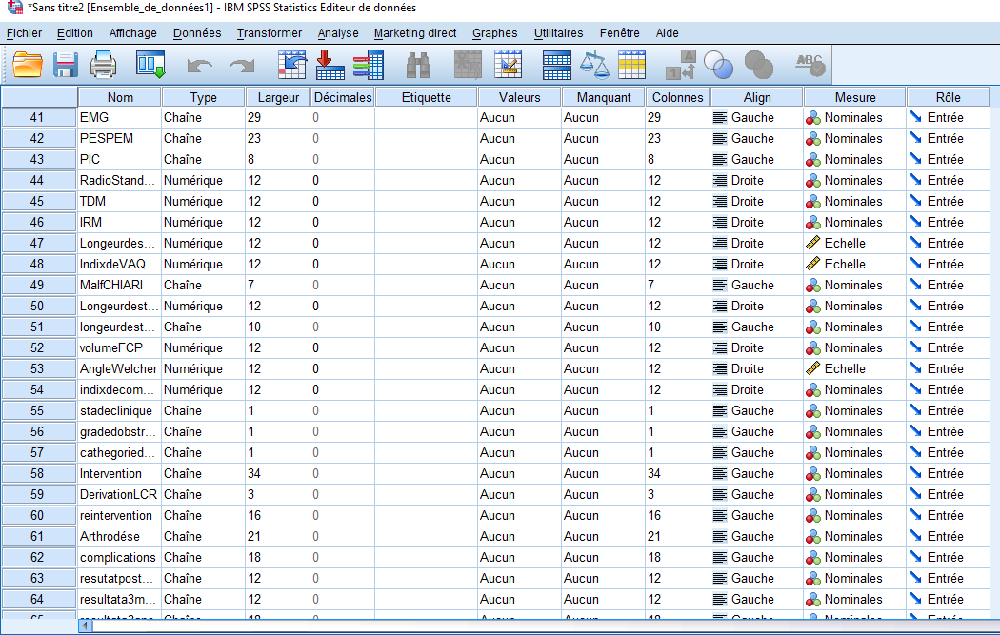 *Sans titre2 [Ensemble_de_données1] - IBM SPSS Statistics Editeur de données
Fichier Edition Affichage Données Transformer Analyse Marketing direct Graphes Utilitaires Fenêtre Aide
Nom Type Largeur Décimales Etiquette Valeurs Manquant Colonnes Align Mesure Rôle
41 EMG Chaîne 29 0 Aucun Aucun 29 Gauche Nominales Entrée
42 PESPEM Chaîne 23 0 Aucun Aucun 23 Gauche Nominales Entrée
43 PIC Chaîne 8 0 Aucun Aucun 8 Gauche Nominales Entrée
44 RadioStand... Numérique 12 0 Aucun Aucun 12 Droite Nominales Entrée
45 TDM Numérique 12 0 Aucun Aucun 12 Droite Nominales Entrée
46 IRM Numérique 12 0 Aucun Aucun 12 Droite Nominales Entrée
47 Longeurdes... Numérique 12 0 Aucun Aucun 12 Droite Echelle Entrée
48 IndixdeVAQ... Numérique 12 0 Aucun Aucun 12 Droite Echelle Entrée
49 MalfCHIARI Chaîne 7 0 Aucun Aucun 7 Gauche Nominales Entrée
50 Longeurdest... Numérique 12 0 Aucun Aucun 12 Droite Nominales Entrée
51 longeurdest... Chaîne 10 0 Aucun Aucun 10 Gauche Nominales Entrée
52 volumeFCP Numérique 12 0 Aucun Aucun 12 Droite Nominales Entrée
53 AngleWelcher Numérique 12 0 Aucun Aucun 12 Droite Echelle Entrée
54 indixdecom... Numérique 12 0 Aucun Aucun 12 Droite Nominales Entrée
55 stadeclinique Chaîne 1 0 Aucun Aucun 1 Gauche Nominales Entrée
56 gradedobstr... Chaîne 1 0 Aucun Aucun 1 Gauche Nominales Entrée
57 cathegoried... Chaîne 1 0 Aucun Aucun 1 Gauche Nominales Entrée
58 Intervention Chaîne 34 0 Aucun Aucun 34 Gauche Nominales Entrée
59 DerivationLCR Chaîne 3 0 Aucun Aucun 3 Gauche Nominales Entrée
60 reintervention Chaîne 16 0 Aucun Aucun 16 Gauche Nominales Entrée
61 Arthrodése Chaîne 21 0 Aucun Aucun 21 Gauche Nominales Entrée
62 complications Chaîne 18 0 Aucun Aucun 18 Gauche Nominales Entrée
63 resutatpost... Chaîne 12 0 Aucun Aucun 12 Gauche Nominales Entrée
64 resultata3m... Chaîne 12 0 Aucun Aucun 12 Gauche Nominales Entrée